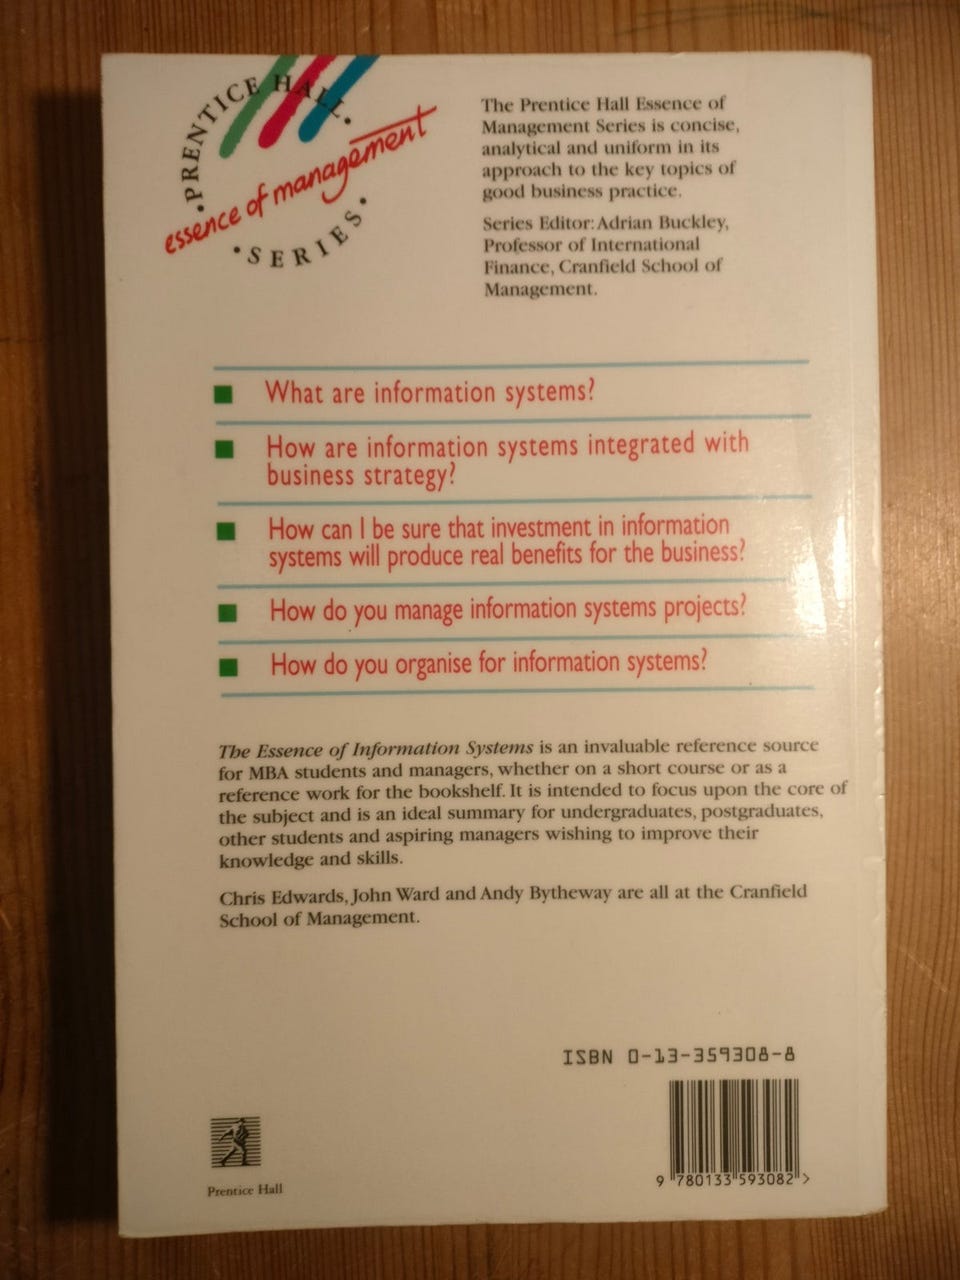 PRENTICE HALL
essence of management
SERIES
The Prentice Hall Essence of
Management Series is concise,
analytical and uniform in its
approach to the key topics of
good business practice.
Series Editor: Adrian Buckley,
Professor of International
Finance, Cranfield School of
Management.
What are information systems?
How are information systems integrated with
business strategy?
How can I be sure that investment in information
systems will produce real benefits for the business?
How do you manage information systems projects?
How do you organise for information systems?
The Essence of Information Systems is an invaluable reference source
for MBA students and managers, whether on a short course or as a
reference work for the bookshelf. It is intended to focus upon the core of
the subject and is an ideal summary for undergraduates, postgraduates,
other students and aspiring managers wishing to improve their
knowledge and skills.
Chris Edwards, John Ward and Andy Bytheway are all at the Cranfield
School of Management.
ISBN 0-13-359308-8
9 780133 593082 >
Prentice Hall